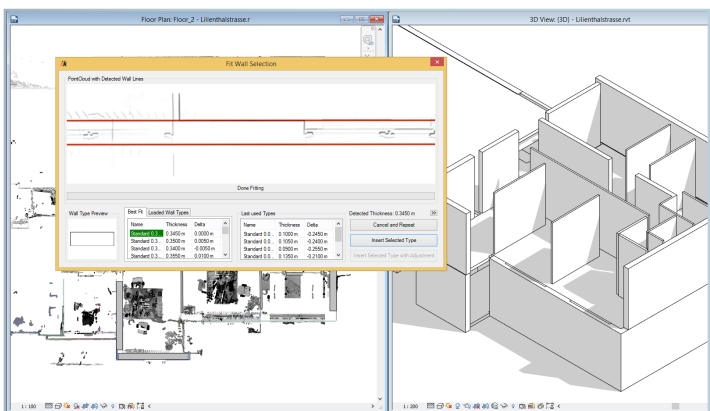 Floor Plan: Floor_2 - Lilienthalstrasse.r
3D View: {3D} - Lilienthalstrasse.rvt
Fit Wall Selection
PointCloud with Detected Wall Lines
Done Fitting
Wall Type Preview
Best Fit Loaded Wall Types
Name Thickness Delta
Standard 0.3... 0.3450 m 0.0000 m
Standard 0.3... 0.3500 m 0.0050 m
Standard 0.3... 0.3400 m -0.0050 m
Standard 0.3... 0.3550 m 0.0100 m
Last used Types
Name Thickness Delta
Standard 0.0... 0.1000 m -0.2450 m
Standard 0.0... 0.1050 m -0.2400 m
Standard 0.0... 0.0900 m -0.2550 m
Standard 0.0... 0.1350 m -0.2100 m
Detected Thickness: 0.3450 m
Cancel and Repeat
Insert Selected Type
Insert Selected Type with Adjustment
1 : 100
1 : 200